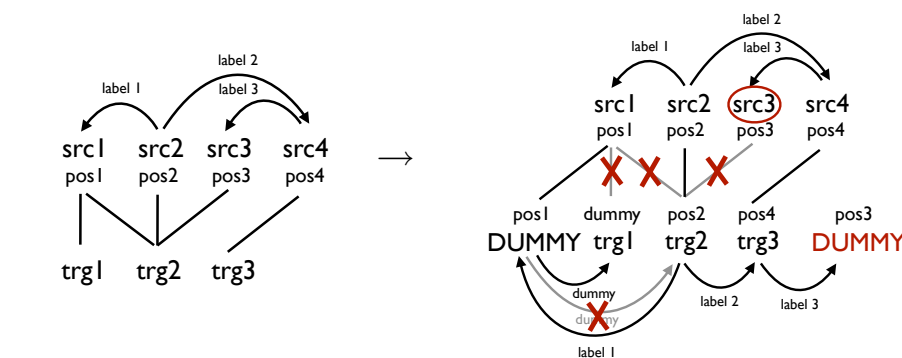 label 2
label 1
label 3
src1 src2 src3 src4
pos1 pos2 pos3 pos4
trg1 trg2 trg3
→
label 2
label 1
label 3
src1 src2 src3 src4
pos1 pos2 pos3 pos4
pos1 dummy pos2 pos4 pos3
DUMMY trg1 trg2 trg3 DUMMY
dummy
label 2
label 3
dummy
label 1